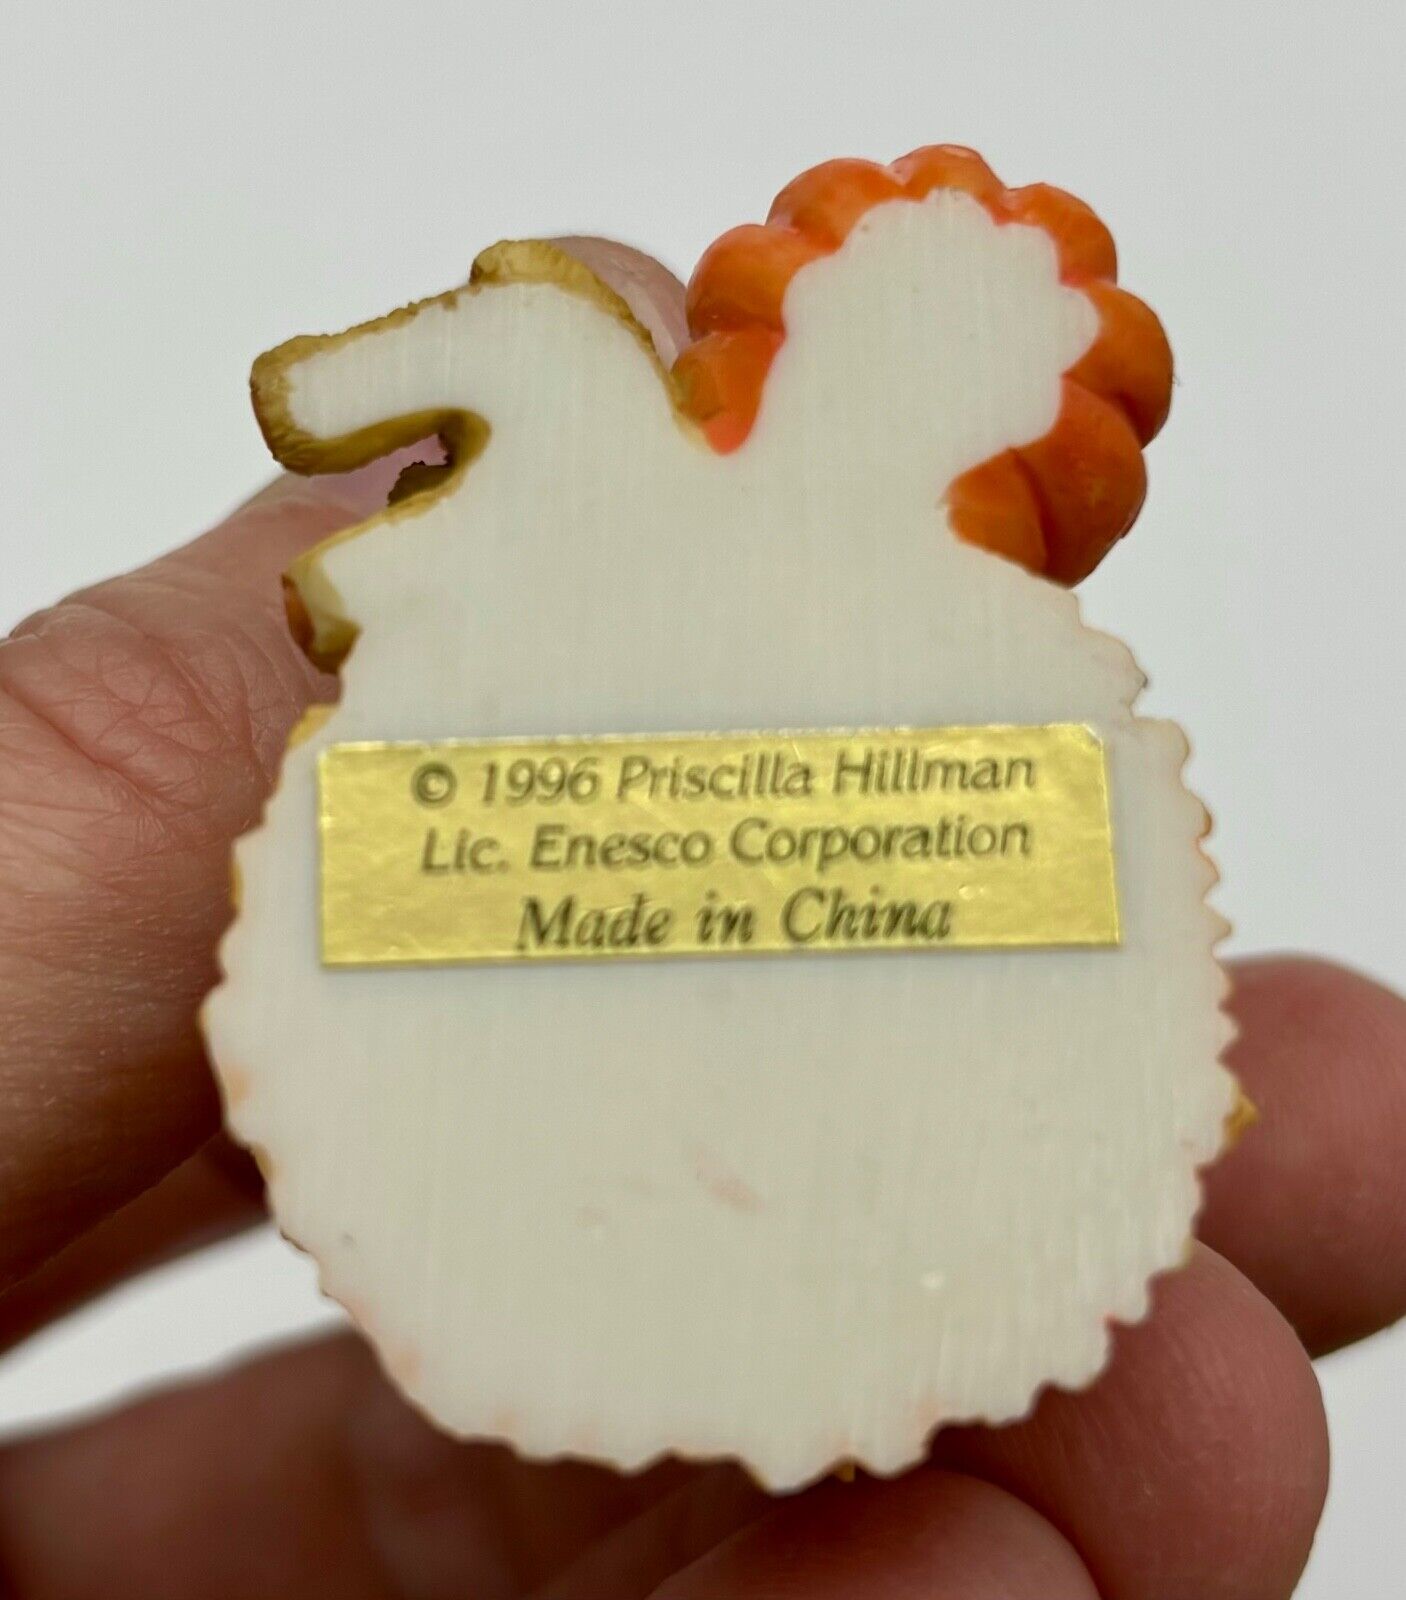 © 1996 Priscilla Hillman
Lic. Enesco Corporation
Made in China